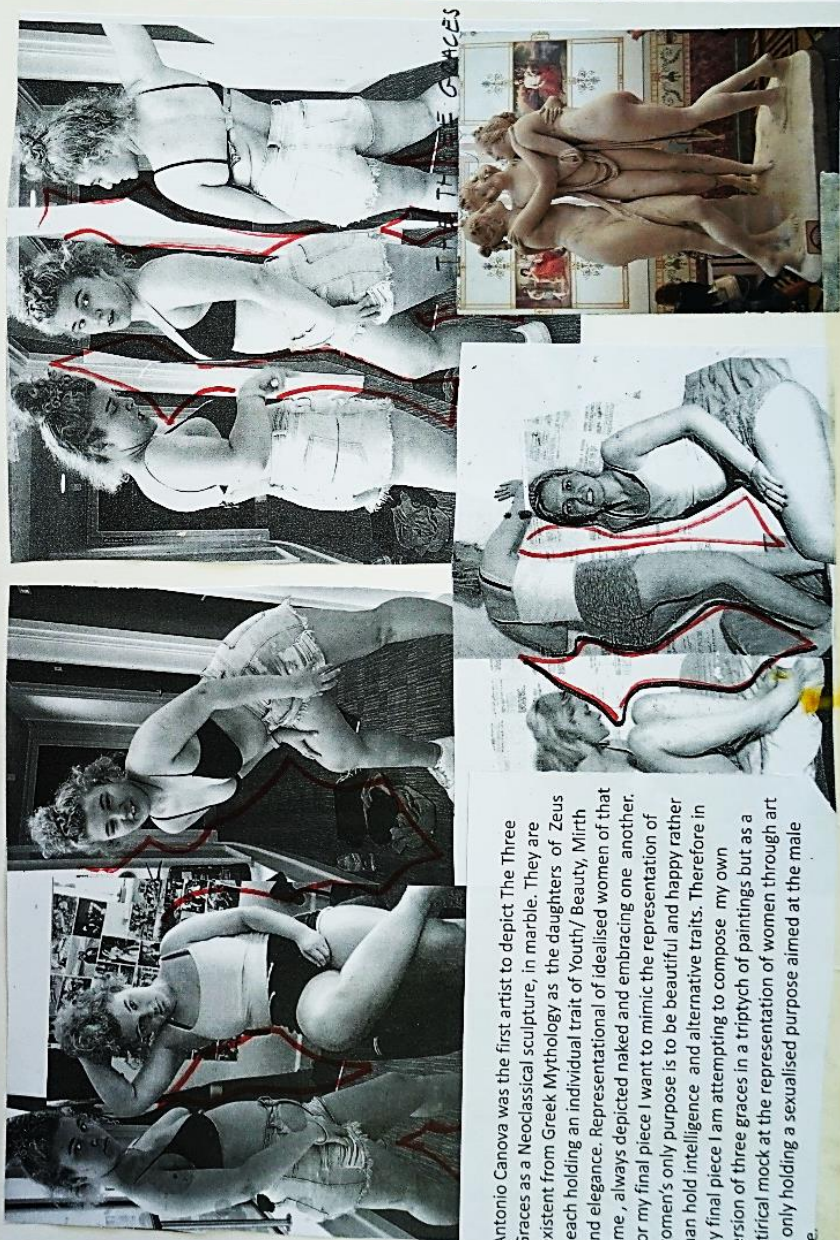 THE THREE GRACES
Antonio Canova was the first artist to depict The Three
Graces as a Neoclassical sculpture, in marble. They are
existent from Greek Mythology as the daughters of Zeus
each holding an individual trait of Youth/ Beauty, Mirth
nd elegance. Representational of idealised women of that
me , always depicted naked and embracing one another.
or my final piece I want to mimic the representation of
omen's only purpose is to be beautiful and happy rather
an hold intelligence and alternative traits. Therefore in
y final piece I am attempting to compose my own
ersion of three graces in a triptych of paintings but as a
tirical mock at the representation of women through art
only holding a sexualised purpose aimed at the male
e.